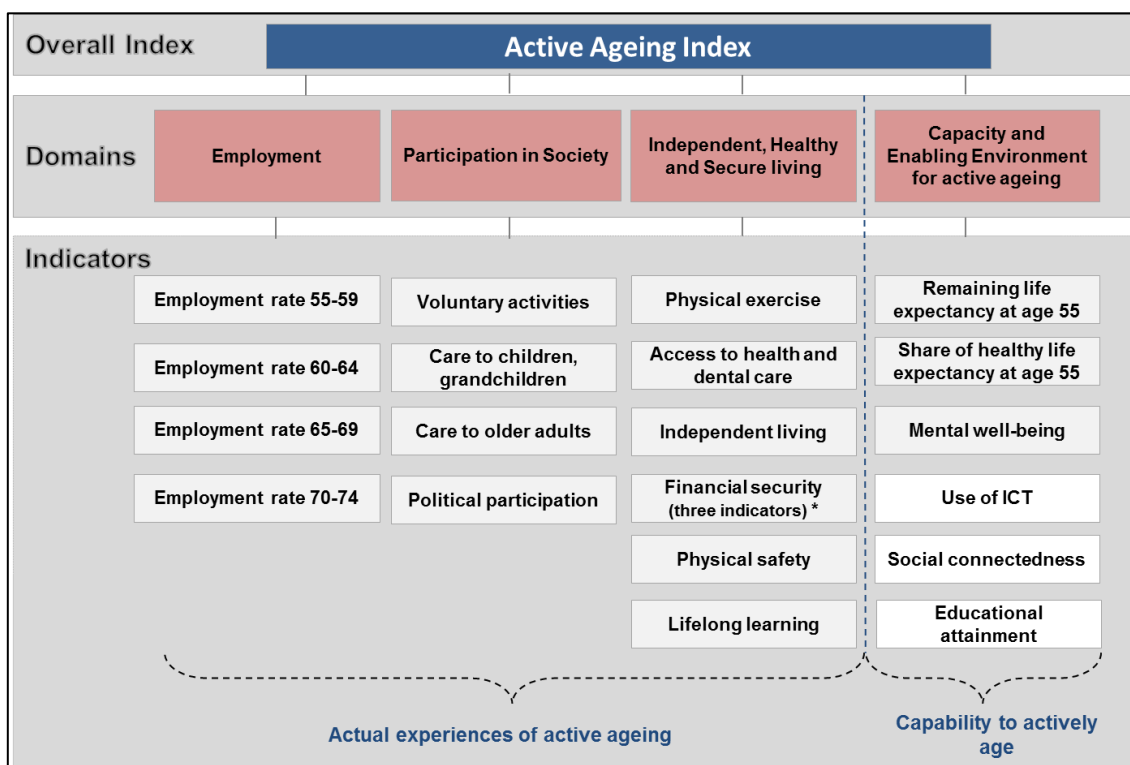 Overall Index
Active Ageing Index
Domains
Employment
Participation in Society
Independent, Healthy
and Secure living
Capacity and
Enabling Environment
for active ageing
Indicators
Employment rate 55-59
Voluntary activities
Physical exercise
Remaining life
expectancy at age 55
Employment rate 60-64
Care to children,
grandchildren
Access to health and
dental care
Share of healthy life
expectancy at age 55
Employment rate 65-69
Care to older adults
Independent living
Mental well-being
Employment rate 70-74
Political participation
Financial security
(three indicators) *
Use of ICT
Physical safety
Social connectedness
Lifelong learning
Educational
attainment
Actual experiences of active ageing
Capability to actively
age